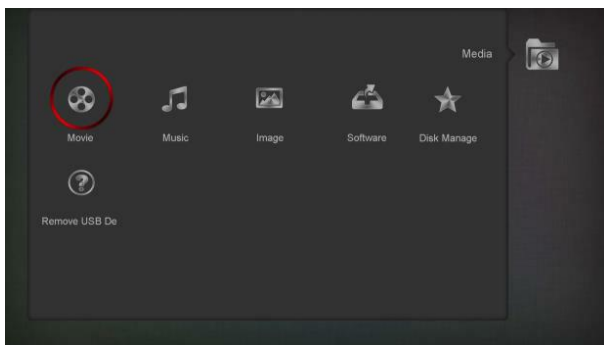 Media
Movie
Music
Image
Software
Disk Manage
Remove USB De